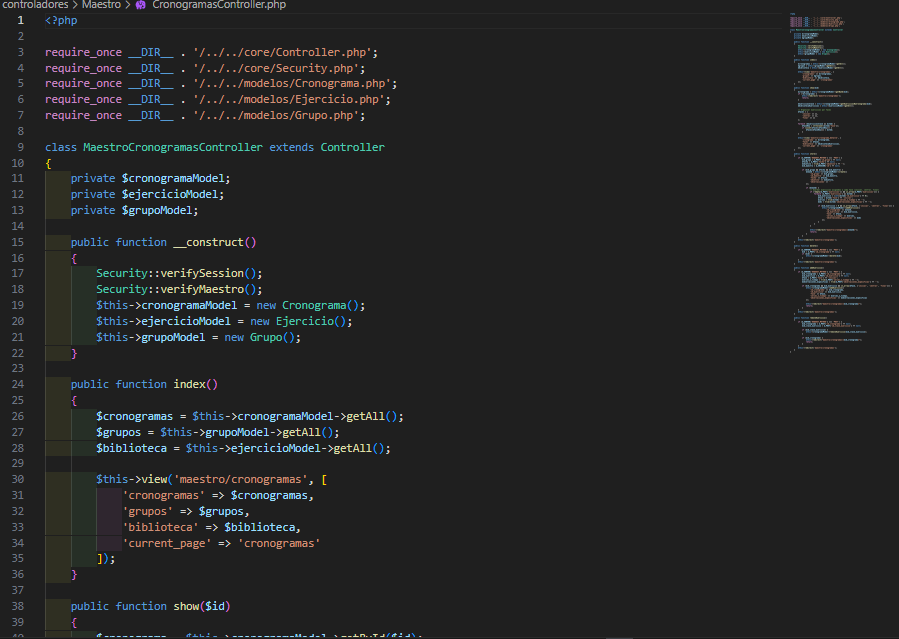 controladores > Maestro > CronogramasController.php
1 <?php
2
3 require_once __DIR__ . '/../../core/Controller.php';
4 require_once __DIR__ . '/../../core/Security.php';
5 require_once __DIR__ . '/../../modelos/Cronograma.php';
6 require_once __DIR__ . '/../../modelos/Ejercicio.php';
7 require_once __DIR__ . '/../../modelos/Grupo.php';
8
9 class MaestroCronogramasController extends Controller
10 {
11     private $cronogramaModel;
12     private $ejercicioModel;
13     private $grupoModel;
14
15     public function __construct()
16     {
17         Security::verifySession();
18         Security::verifyMaestro();
19         $this->cronogramaModel = new Cronograma();
20         $this->ejercicioModel = new Ejercicio();
21         $this->grupoModel = new Grupo();
22     }
23
24     public function index()
25     {
26         $cronogramas = $this->cronogramaModel->getAll();
27         $grupos = $this->grupoModel->getAll();
28         $biblioteca = $this->ejercicioModel->getAll();
29
30         $this->view('maestro/cronogramas', [
31             'cronogramas' => $cronogramas,
32             'grupos' => $grupos,
33             'biblioteca' => $biblioteca,
34             'current_page' => 'cronogramas'
35         ]);
36     }
37
38     public function show($id)
39     {
40         $cronograma = $this->cronogramaModel->getById($id);